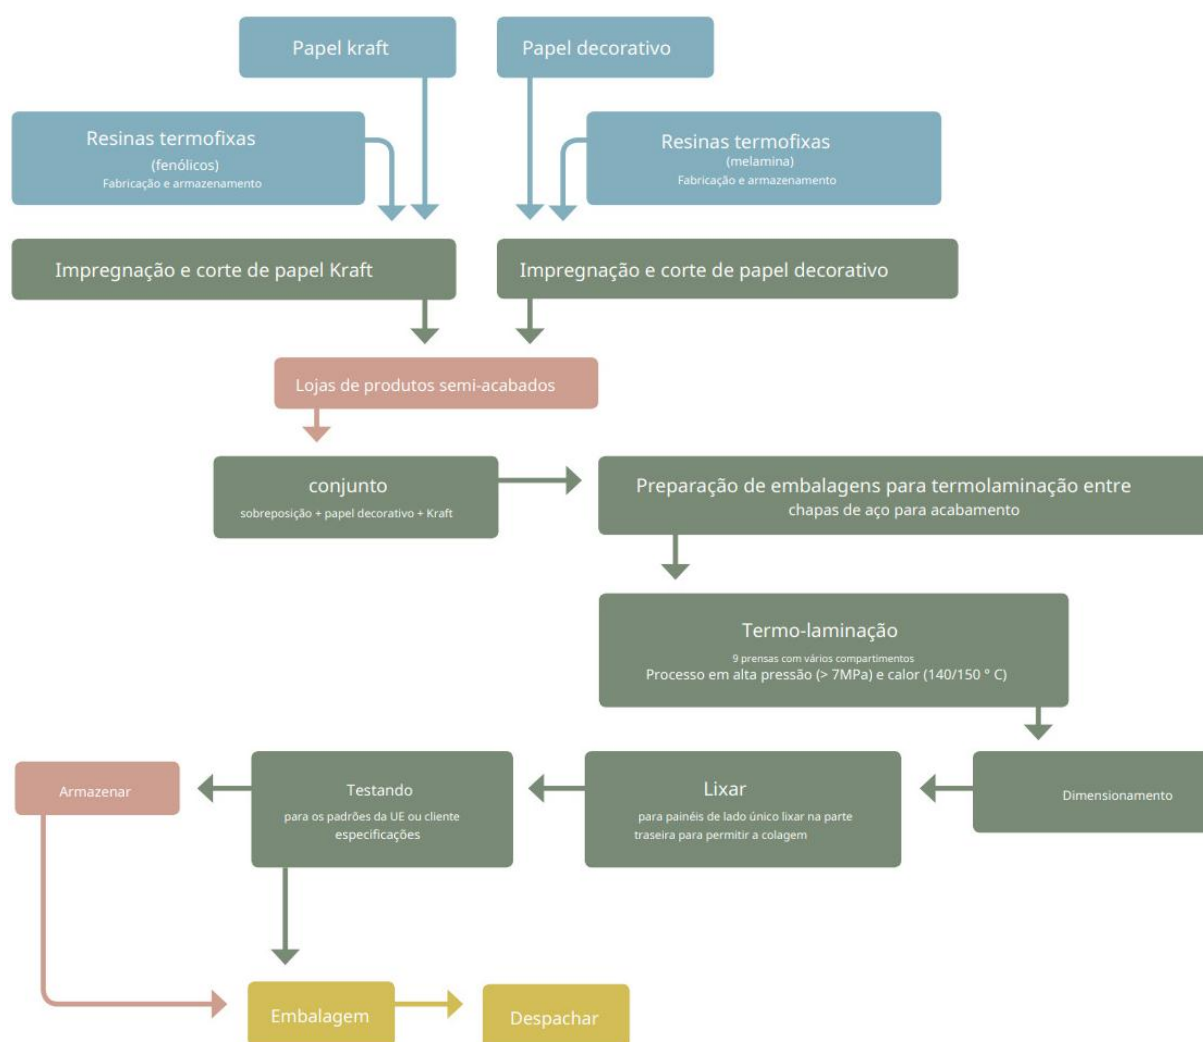 Papel kraft
Papel decorativo
Resinas termofixas
(fenólicos)
Fabricação e armazenamento
Resinas termofixas
(melamina)
Fabricação e armazenamento
Impregnação e corte de papel Kraft
Impregnação e corte de papel decorativo
Lojas de produtos semi-acabados
conjunto
sobreposição + papel decorativo + Kraft
Preparação de embalagens para termolaminação entre
chapas de aço para acabamento
Termo-laminação
9 prensas com vários compartimentos
Processo em alta pressão (> 7MPa) e calor (140/150 ° C)
Armazenar
Testando
para os padrões da UE ou cliente
especificações
Lixar
para painéis de lado único lixar na parte
traseira para permitir a colagem
Dimensionamento
Embalagem
Despachar